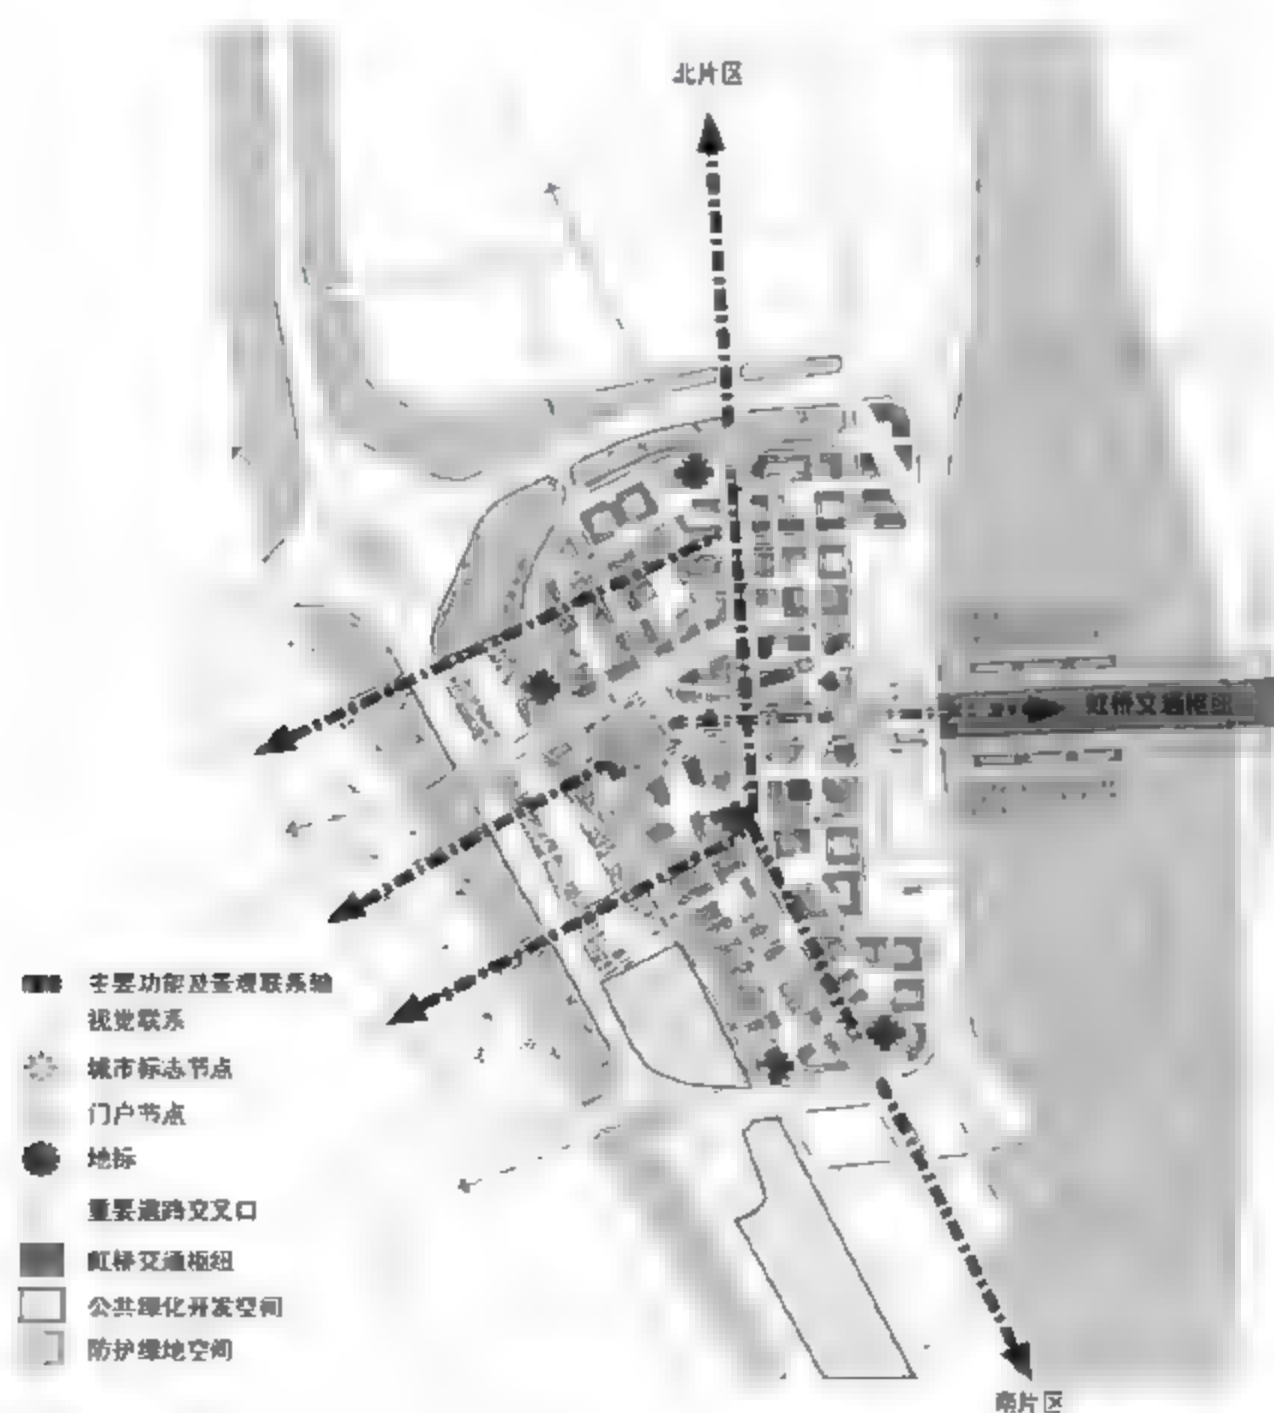 北片区
虹桥交通枢纽
主要功能及景观联系轴
视觉联系
城市标志节点
门户节点
地标
重要道路交叉口
虹桥交通枢纽
公共绿化开发空间
防护绿地空间
南片区